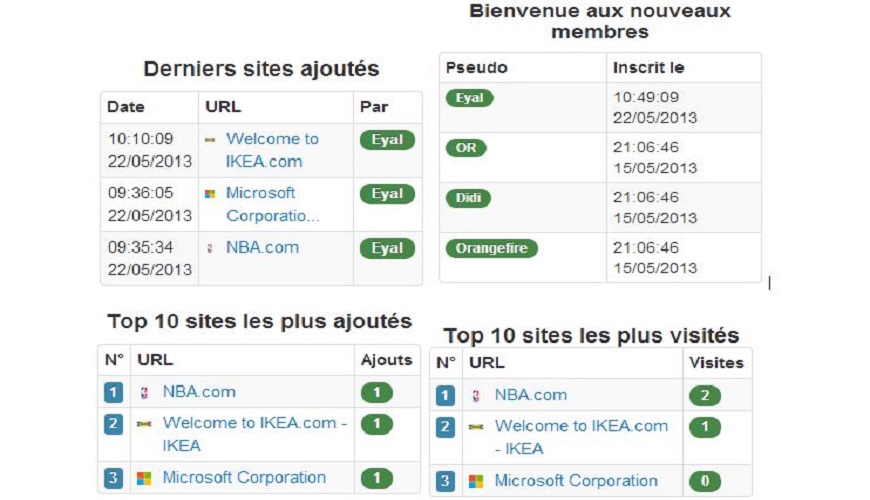 Derniers sites ajoutés
Date URL Par
10:10:09 Welcome to Eyal
22/05/2013 IKEA.com
09:36:05 Microsoft Eyal
22/05/2013 Corporatio...
09:35:34 NBA.com Eyal
22/05/2013
Bienvenue aux nouveaux
membres
Pseudo Inscrit le
Eyal 10:49:09
22/05/2013
OR 21:06:46
15/05/2013
Didi 21:06:46
15/05/2013
Orangefire 21:06:46
15/05/2013
Top 10 sites les plus ajoutés
N° URL Ajouts
1 NBA.com 1
2 Welcome to IKEA.com - 1
IKEA
3 Microsoft Corporation 1
Top 10 sites les plus visités
N° URL Visites
1 NBA.com 2
2 Welcome to IKEA.com 1
- IKEA
3 Microsoft Corporation 0